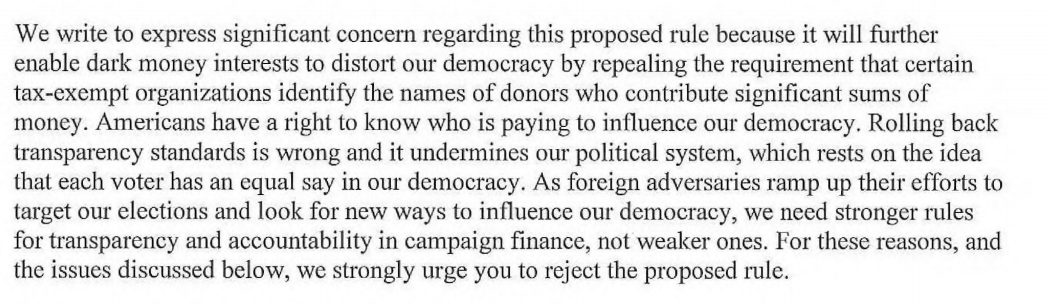 We write to express significant concern regarding this proposed rule because it will further
enable dark money interests to distort our democracy by repealing the requirement that certain
tax-exempt organizations identify the names of donors who contribute significant sums of
money. Americans have a right to know who is paying to influence our democracy. Rolling back
transparency standards is wrong and it undermines our political system, which rests on the idea
that each voter has an equal say in our democracy. As foreign adversaries ramp up their efforts to
target our elections and look for new ways to influence our democracy, we need stronger rules
for transparency and accountability in campaign finance, not weaker ones. For these reasons, and
the issues discussed below, we strongly urge you to reject the proposed rule.